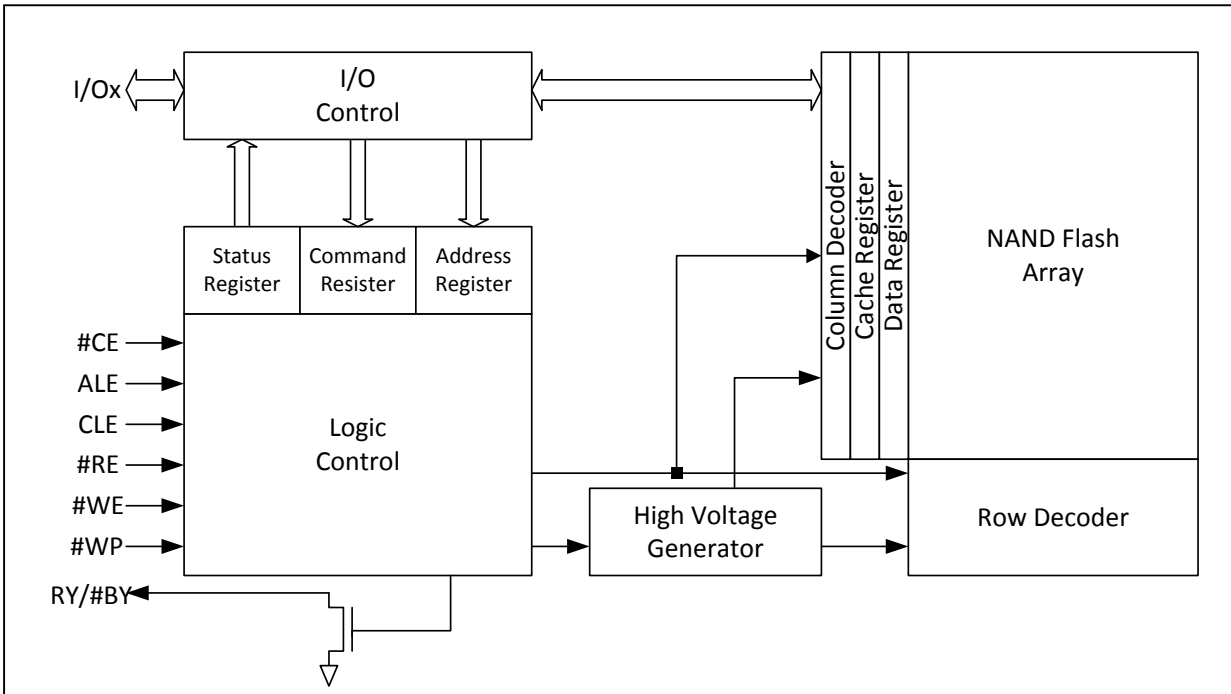 I/Ox
I/O
Control
Status
Register
Command
Resister
Address
Register
Column Decoder
Cache Register
Data Register
NAND Flash
Array
#CE
ALE
CLE
#RE
#WE
#WP
RY/#BY
Logic
Control
High Voltage
Generator
Row Decoder